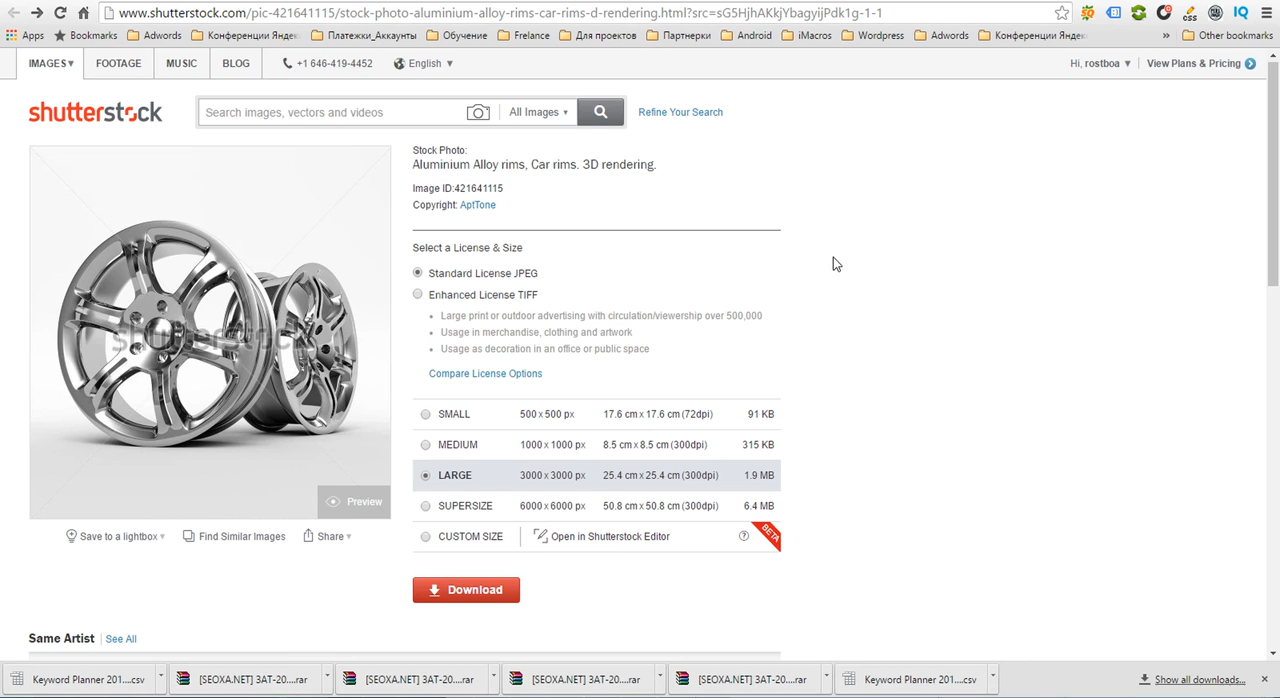 www.shutterstock.com/pic-421641115/stock-photo-aluminium-alloy-rims-car-rims-d-rendering.html?src=sG5HjhAKkjYbagyijPdk1g-1-1
Apps Bookmarks Adwords Конференции Яндек Платежки_Аккаунты Обучение Frelance Для проектов Партнерки Android iMacros Wordpress Adwords Конференции Яндек » Other bookmarks
IMAGES▾ FOOTAGE MUSIC BLOG +1 646-419-4452 English ▼ Hi, rostboa ▼ View Plans & Pricing
shutterstock
Search images, vectors and videos All Images ▾ Refine Your Search
Stock Photo:
Aluminium Alloy rims, Car rims. 3D rendering.
Image ID:421641115
Copyright: AptTone
Select a License & Size
Standard License JPEG
Enhanced License TIFF
• Large print or outdoor advertising with circulation/viewership over 500,000
• Usage in merchandise, clothing and artwork
• Usage as decoration in an office or public space
Compare License Options
shutterstock
SMALL 500 x 500 px 17.6 cm x 17.6 cm (72dpi) 91 KB
MEDIUM 1000 x 1000 px 8.5 cm x 8.5 cm (300dpi) 315 KB
LARGE 3000 x 3000 px 25.4 cm x 25.4 cm (300dpi) 1.9 MB
SUPERSIZE 6000 x 6000 px 50.8 cm x 50.8 cm (300dpi) 6.4 MB
CUSTOM SIZE Open in Shutterstock Editor ? BETA
Preview
Save to a lightbox ▾ Find Similar Images Share ▾
Download
Same Artist See All
Keyword Planner 201....csv [SEOXA.NET] 3AT-20....rar [SEOXA.NET] 3AT-20....rar [SEOXA.NET] 3AT-20....rar [SEOXA.NET] 3AT-20....rar Keyword Planner 201....csv Show all downloads...